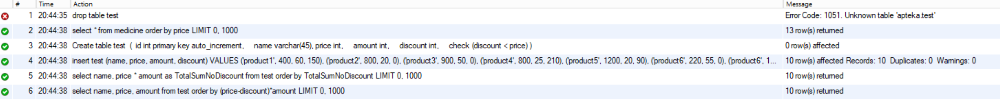 # Time Action Message
1 20:44:35 drop table test Error Code: 1051. Unknown table 'apteka.test'
2 20:44:38 select * from medicine order by price LIMIT 0, 1000 13 row(s) returned
3 20:44:38 Create table test ( id int primary key auto_increment, name varchar(45), price int, amount int, discount int, check (discount < price) ) 0 row(s) affected
4 20:44:38 insert test (name, price, amount, discount) VALUES ('product1', 400, 60, 150), ('product2', 800, 20, 0), ('product3', 900, 50, 0), ('product4', 800, 25, 210), ('product5', 1200, 20, 90), ('product6', 220, 55, 0), ('product6', 1... 10 row(s) affected Records: 10 Duplicates: 0 Warnings: 0
5 20:44:38 select name, price * amount as TotalSumNoDiscount from test order by TotalSumNoDiscount LIMIT 0, 1000 10 row(s) returned
6 20:44:38 select name, price, amount from test order by (price-discount)*amount LIMIT 0, 1000 10 row(s) returned